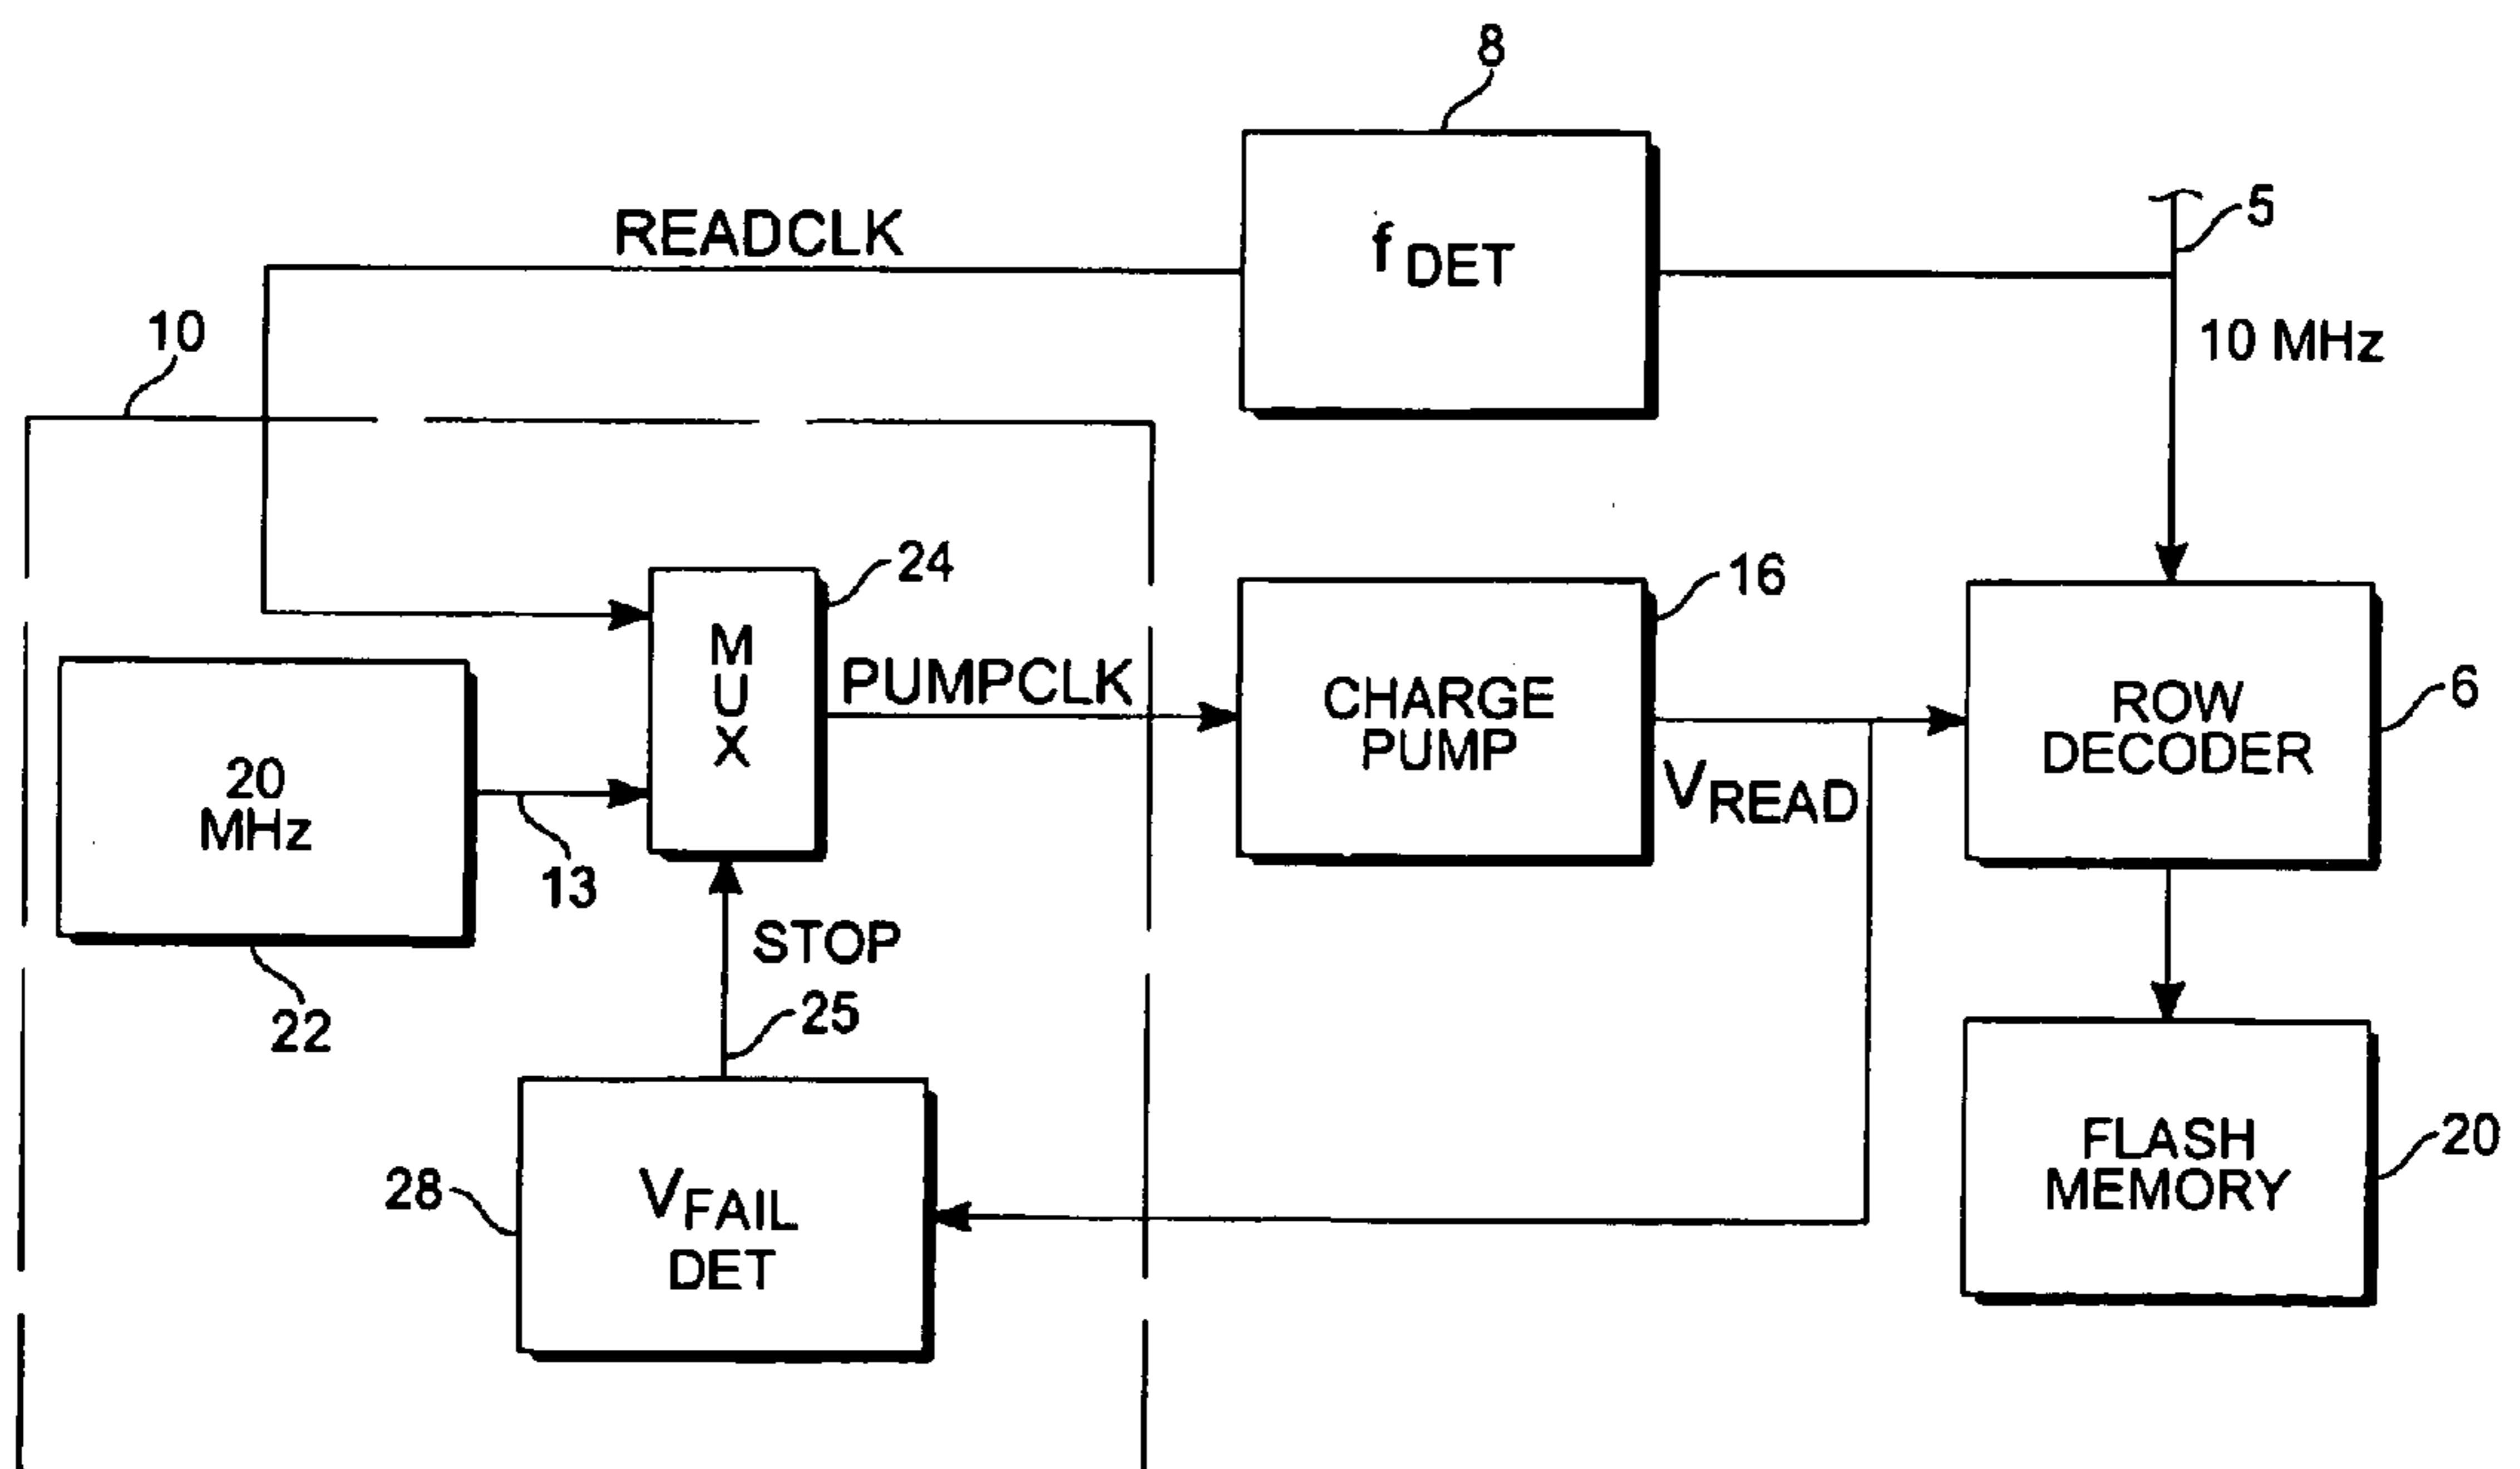 8
READCLK
f DET
5
10 MHz
10
24
16
M
U
X
PUMPCLK
CHARGE
PUMP
VREAD
ROW
DECODER
6
20
MHz
13
STOP
25
22
28
VFAIL
DET
FLASH
MEMORY
20